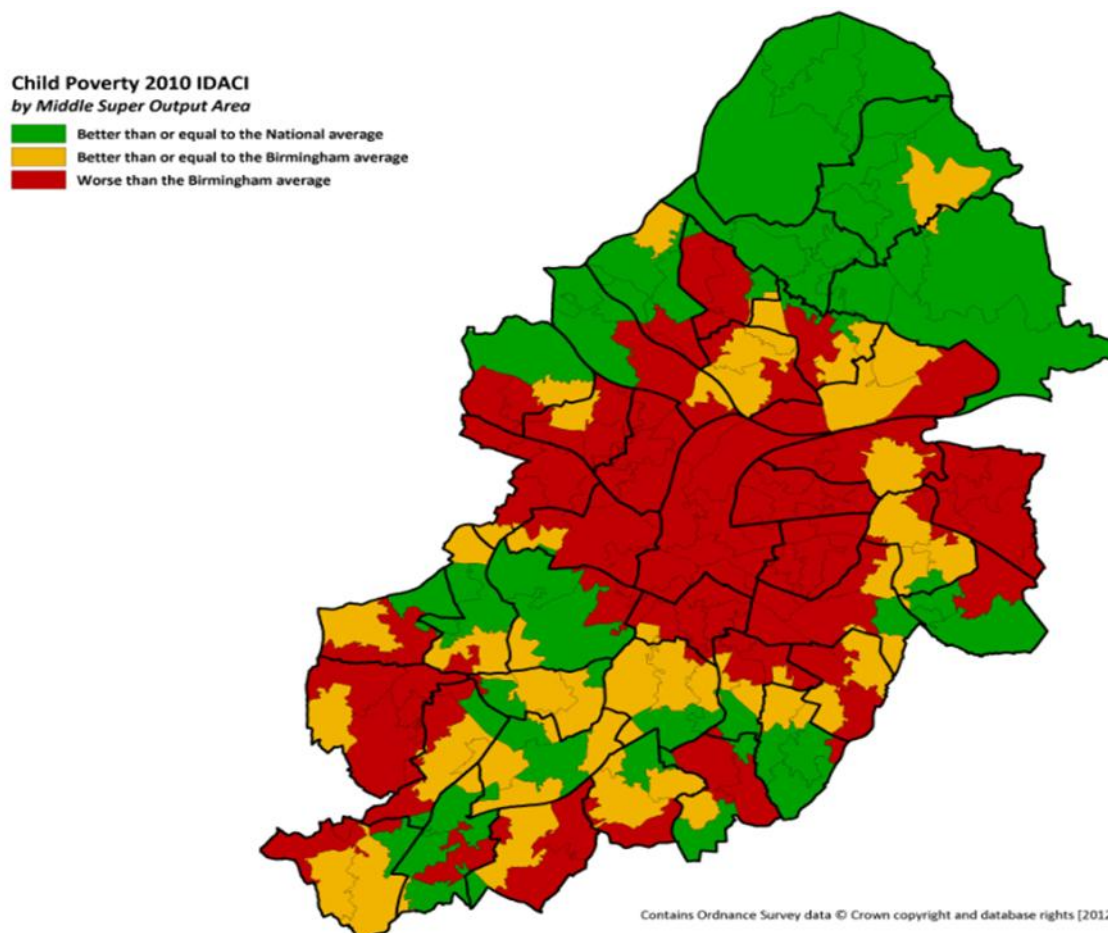 Child Poverty 2010 IDACI
by Middle Super Output Area
Better than or equal to the National average
Better than or equal to the Birmingham average
Worse than the Birmingham average
Contains Ordnance Survey data © Crown copyright and database rights [2012